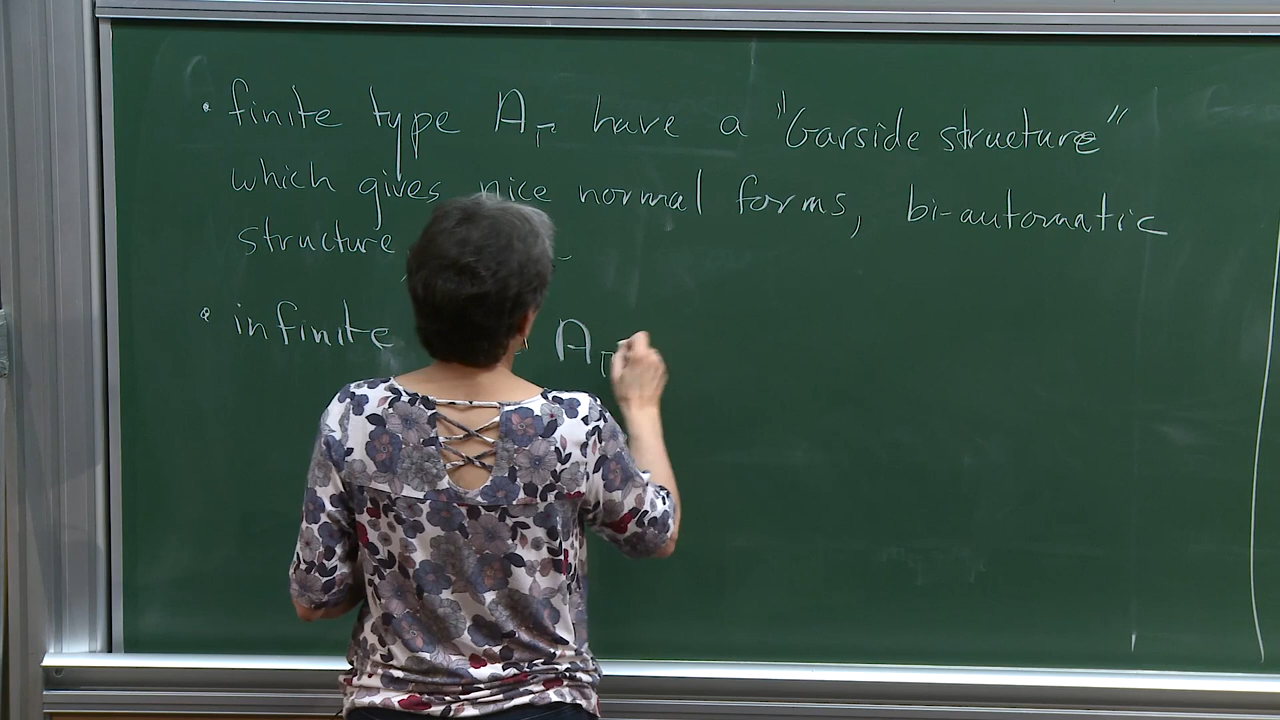 • finite type A_Γ have a "Garside structure"
which gives nice normal forms, bi-automatic
structure
• infinite A_Γ